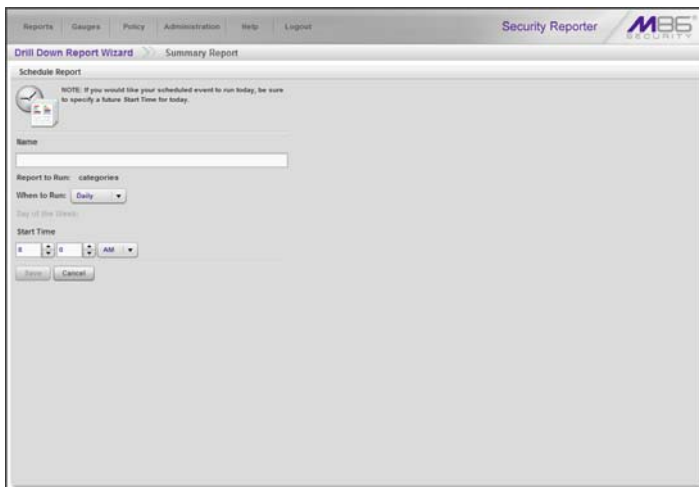 Reports Gauges Policy Administration Help Logout
Security Reporter
M86
SECURITY
Drill Down Report Wizard Summary Report
Schedule Report
NOTE: If you would like your scheduled event to run today, be sure
to specify a future Start Time for today.
Name
Report to Run: categories
When to Run: Daily
Day of the Week:
Start Time
AM
Save Cancel